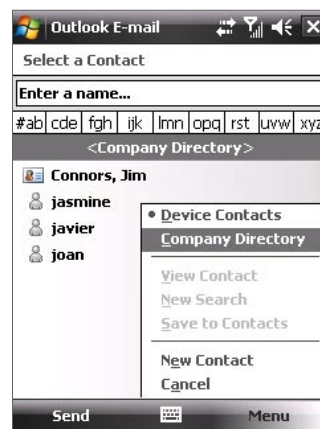 Outlook E-mail
Select a Contact
Enter a name...
#ab cde fgh ijk lmn opq rst uvw xyz
<Company Directory>
Connors, Jim
jasmine
javier
joan
Device Contacts
Company Directory
View Contact
New Search
Save to Contacts
New Contact
Cancel
Send Menu